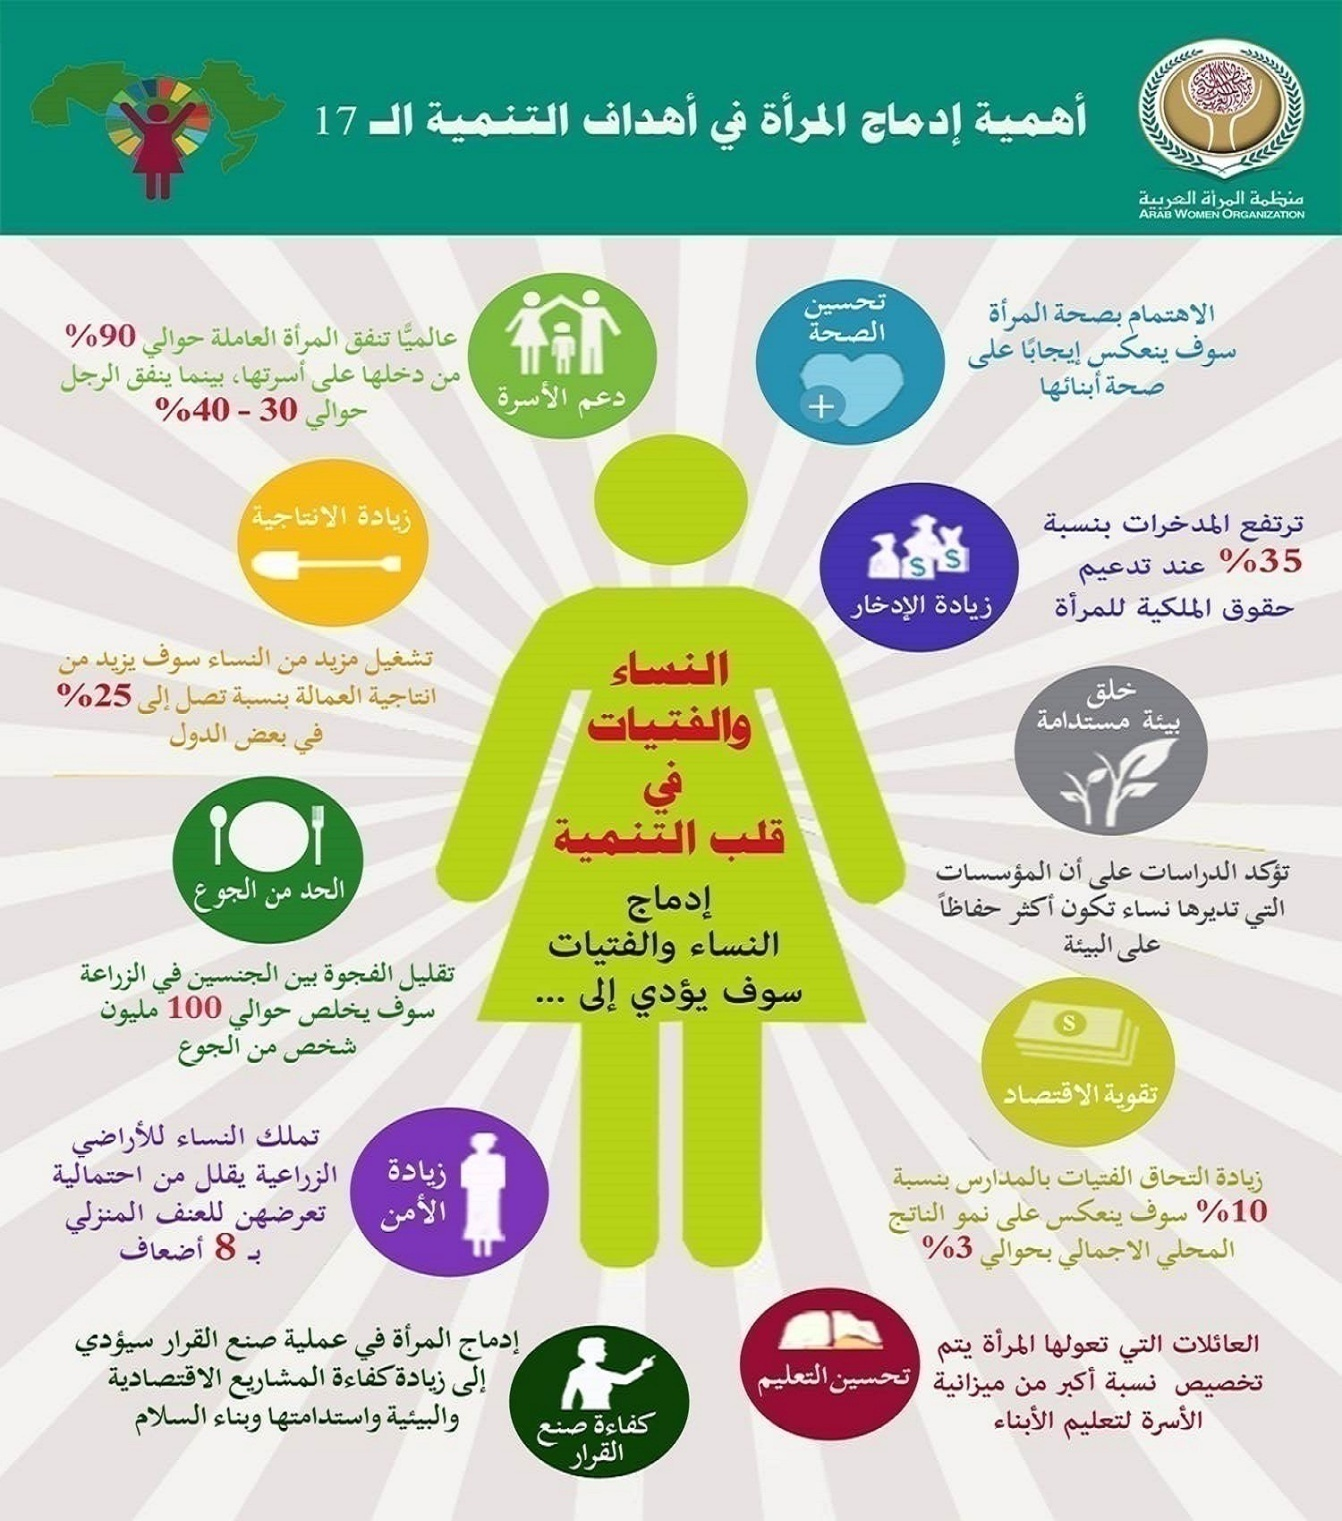 أهمية إدماج المرأة في أهداف التنمية الـ 17
منظمة المرأة العربية
ARAB WOMEN ORGANIZATION
تحسين
الصحة
الاهتمام بصحة المرأة
سوف ينعكس إيجابًا على
صحة أبنائها
دعم الأسرة
عالميًّا تنفق المرأة العاملة حوالي 90%
من دخلها على أسرتها، بينما ينفق الرجل
حوالي 30 - 40%
زيادة الإدخار
ترتفع المدخرات بنسبة
35% عند تدعيم
حقوق الملكية للمرأة
زيادة الانتاجية
تشغيل مزيد من النساء سوف يزيد من
انتاجية العمالة بنسبة تصل إلى 25%
في بعض الدول
النساء
والفتيات
في
قلب التنمية
إدماج
النساء والفتيات
سوف يؤدي إلى ...
خلق
بيئة مستدامة
تؤكد الدراسات على أن المؤسسات
التي تديرها نساء تكون أكثر حفاظاً
على البيئة
الحد من الجوع
تقليل الفجوة بين الجنسين في الزراعة
سوف يخلص حوالي 100 مليون
شخص من الجوع
تقوية الاقتصاد
زيادة التحاق الفتيات بالمدارس بنسبة
10% سوف ينعكس على نمو الناتج
المحلي الاجمالي بحوالي 3%
زيادة
الأمن
تملك النساء للأراضي
الزراعية يقلل من احتمالية
تعرضهن للعنف المنزلي
بـ 8 أضعاف
تحسين التعليم
العائلات التي تعولها المرأة يتم
تخصيص نسبة أكبر من ميزانية
الأسرة لتعليم الأبناء
كفاءة صنع
القرار
إدماج المرأة في عملية صنع القرار سيؤدي
إلى زيادة كفاءة المشاريع الاقتصادية
والبيئية واستدامتها وبناء السلام